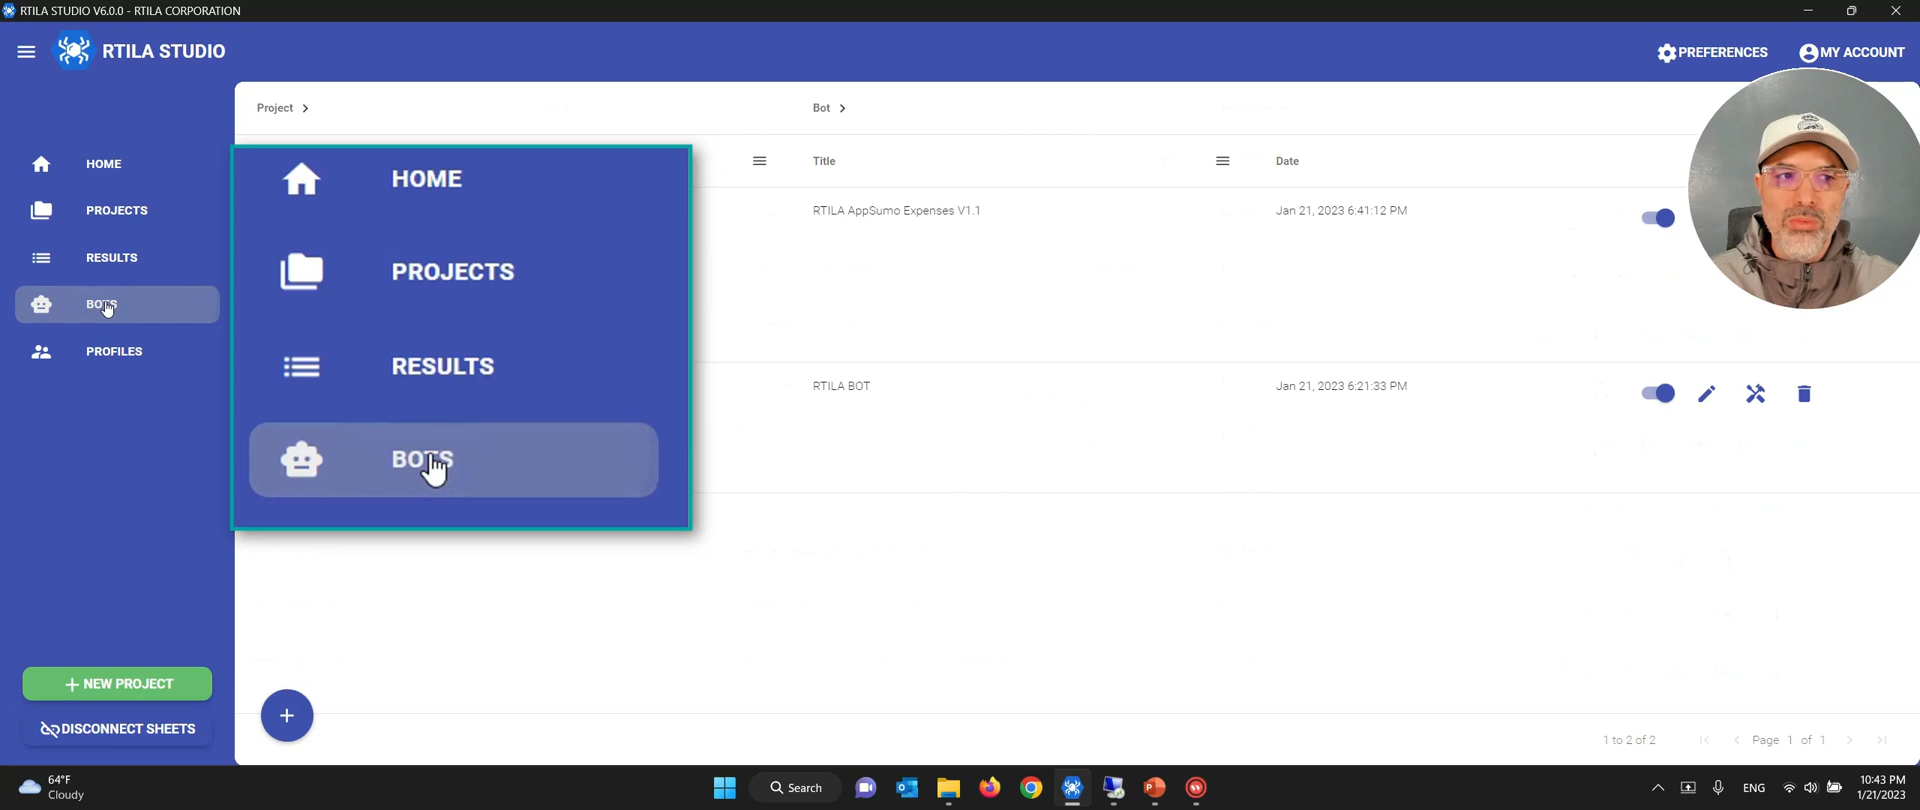 RTILA STUDIO V6.0.0 - RTILA CORPORATION
RTILA STUDIO
PREFERENCES
MY ACCOUNT
HOME
PROJECTS
RESULTS
BOTS
PROFILES
NEW PROJECT
DISCONNECT SHEETS
Project
Bot
Title
Date
HOME
PROJECTS
RESULTS
BOTS
RTILA AppSumo Expenses V1.1
Jan 21, 2023 6:41:12 PM
RTILA BOT
Jan 21, 2023 6:21:33 PM
1 to 2 of 2
Page 1 of 1
64°F
Cloudy
Search
ENG
10:43 PM
1/21/2023